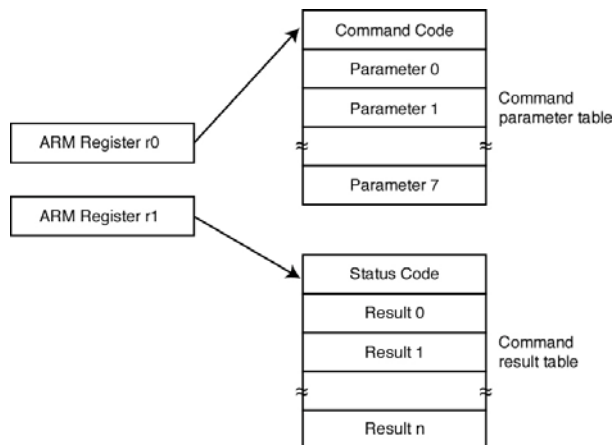 Command Code
Parameter 0
Parameter 1
Parameter 7
Command
parameter table
ARM Register r0
ARM Register r1
Status Code
Result 0
Result 1
Result n
Command
result table